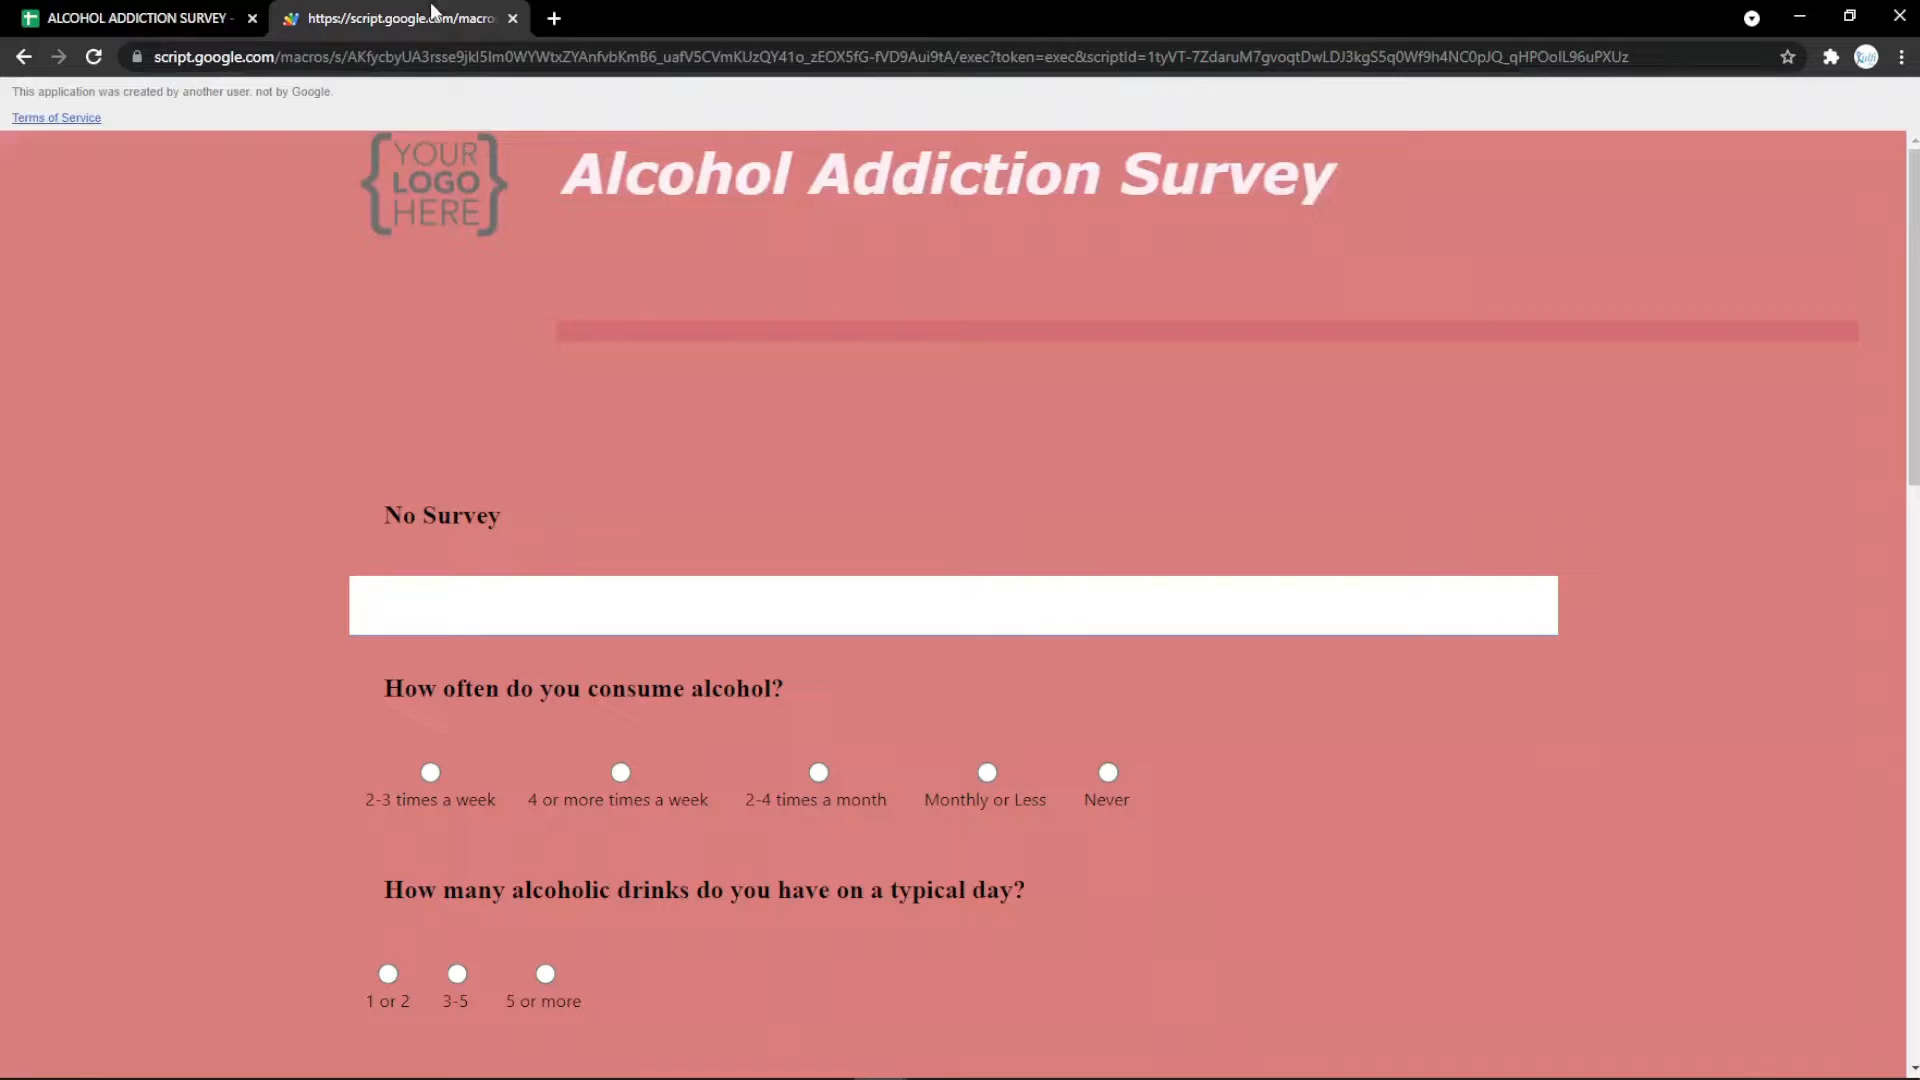 ALCOHOL ADDICTION SURVEY -
https://script.google.com/macro
script.google.com/macros/s/AKfycbyUA3rsse9jkI5Im0WYWtxZYAnfvbKmB6_uafV5CVmKUzQY41o_zEOX5fG-fVD9Aui9tA/exec?token=exec&scriptId=1tyVT-7ZdaruM7gvoqtDwLDJ3kgS5q0Wf9h4NC0pJQ_qHPOoIL96uPXUz
This application was created by another user. not by Google.
Terms of Service
YOUR
LOGO
HERE
Alcohol Addiction Survey
No Survey
How often do you consume alcohol?
2-3 times a week 4 or more times a week 2-4 times a month Monthly or Less Never
How many alcoholic drinks do you have on a typical day?
1 or 2 3-5 5 or more